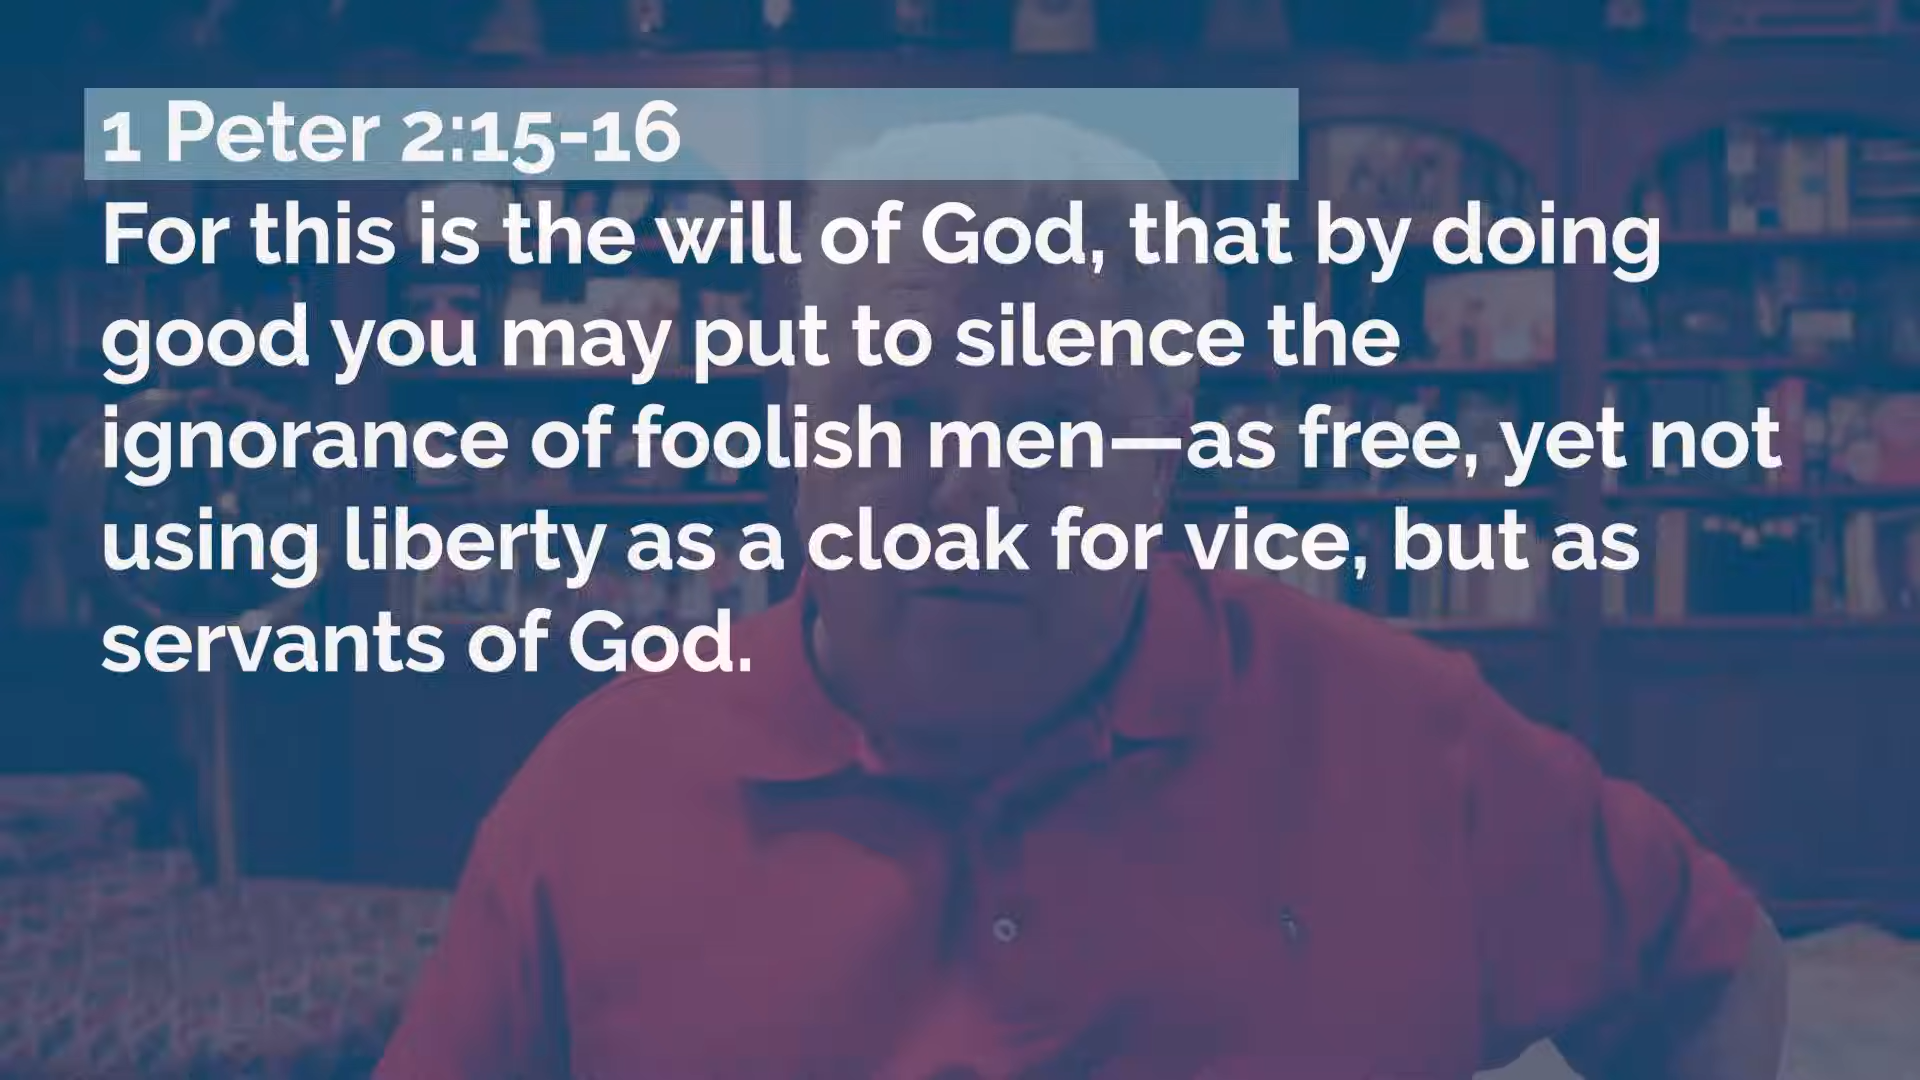 1 Peter 2:15-16
For this is the will of God, that by doing
good you may put to silence the
ignorance of foolish men—as free, yet not
using liberty as a cloak for vice, but as
servants of God.